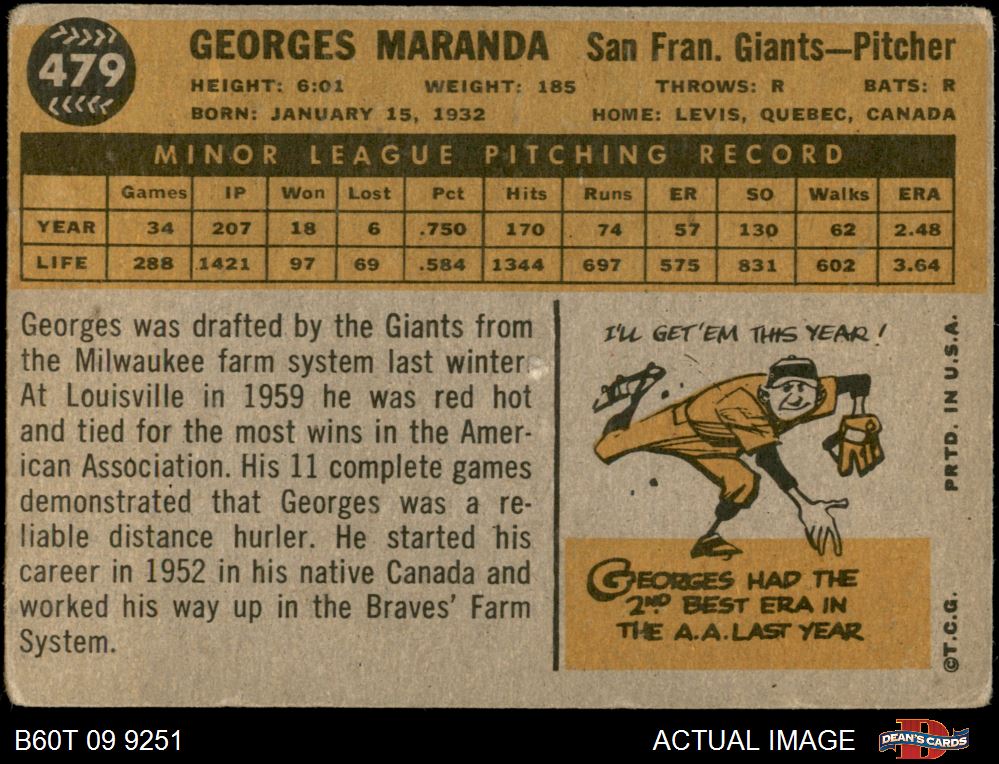 479
GEORGES MARANDA San Fran. Giants—Pitcher
HEIGHT: 6:01 WEIGHT: 185 THROWS: R BATS: R
BORN: JANUARY 15, 1932 HOME: LEVIS, QUEBEC, CANADA
MINOR LEAGUE PITCHING RECORD
Games IP Won Lost Pct Hits Runs ER SO Walks ERA
YEAR 34 207 18 6 .750 170 74 57 130 62 2.48
LIFE 288 1421 97 69 .584 1344 697 575 831 602 3.64
Georges was drafted by the Giants from
the Milwaukee farm system last winter.
At Louisville in 1959 he was red hot
and tied for the most wins in the Amer-
ican Association. His 11 complete games
demonstrated that Georges was a re-
liable distance hurler. He started his
career in 1952 in his native Canada and
worked his way up in the Braves' Farm
System.
I'LL GET 'EM THIS YEAR!
GEORGES HAD THE
2ND BEST ERA IN
THE A.A. LAST YEAR
©T.C.G. PRTD. IN U.S.A.
B60T 09 9251 ACTUAL IMAGE
D
DEAN'S CARDS